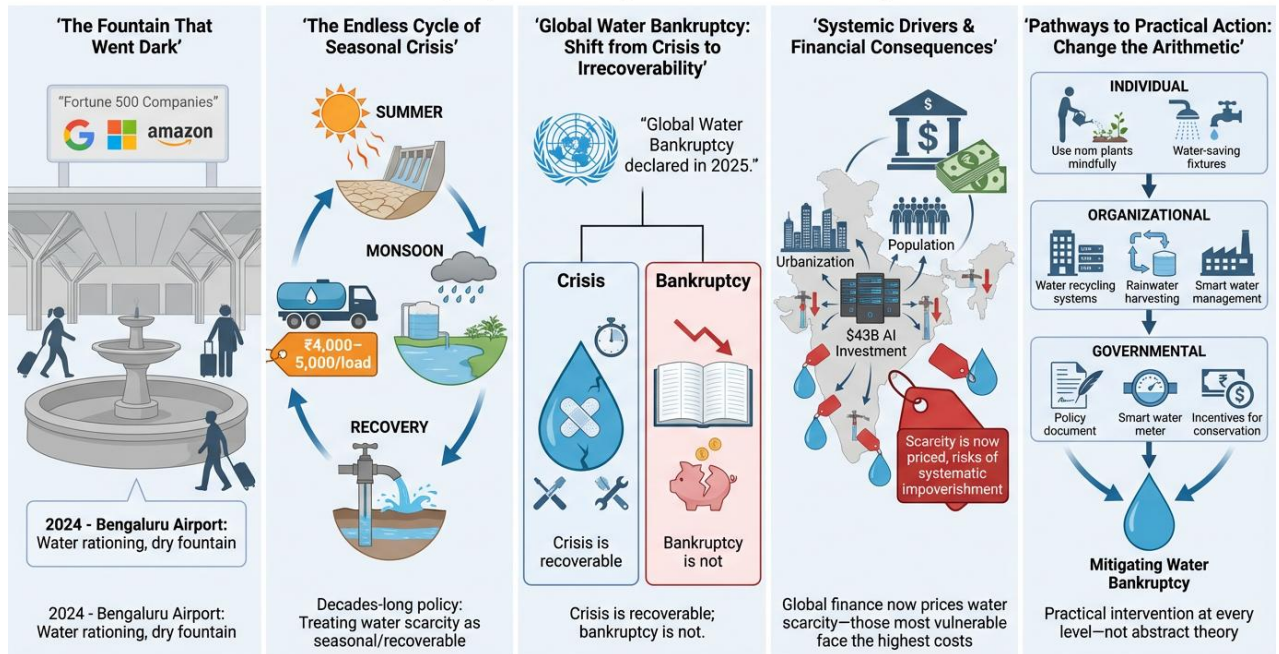 ‘The Fountain That
Went Dark’
“Fortune 500 Companies”
G
amazon
2024 - Bengaluru Airport:
Water rationing, dry fountain
2024 - Bengaluru Airport:
Water rationing, dry fountain
‘The Endless Cycle of
Seasonal Crisis’
SUMMER
MONSOON
₹4,000–
5,000/load
RECOVERY
Decades-long policy:
Treating water scarcity as
seasonal/recoverable
‘Global Water Bankruptcy:
Shift from Crisis to
Irrecoverability’
“Global Water
Bankruptcy
declared in 2025.”
Crisis
Crisis is
recoverable
Bankruptcy
Bankruptcy
is not
Crisis is recoverable;
bankruptcy is not.
‘Systemic Drivers &
Financial Consequences’
$
$
₹
Urbanization
Population
$43B AI
Investment
Scareity is now
priced, risks of
systematic
impoverishment
Global finance now prices water
scarcity—those most vulnerable
face the highest costs
‘Pathways to Practical Action:
Change the Arithmetic’
INDIVIDUAL
Use nom plants
mindfully
Water-saving
fixtures
ORGANIZATIONAL
Water recycling
systems
Rainwater
harvesting
Smart water
management
GOVERNMENTAL
₹
$
Policy
document
Smart water
meter
Incentives for
conservation
Mitigating Water
Bankruptcy
Practical intervention at every
level—not abstract theory